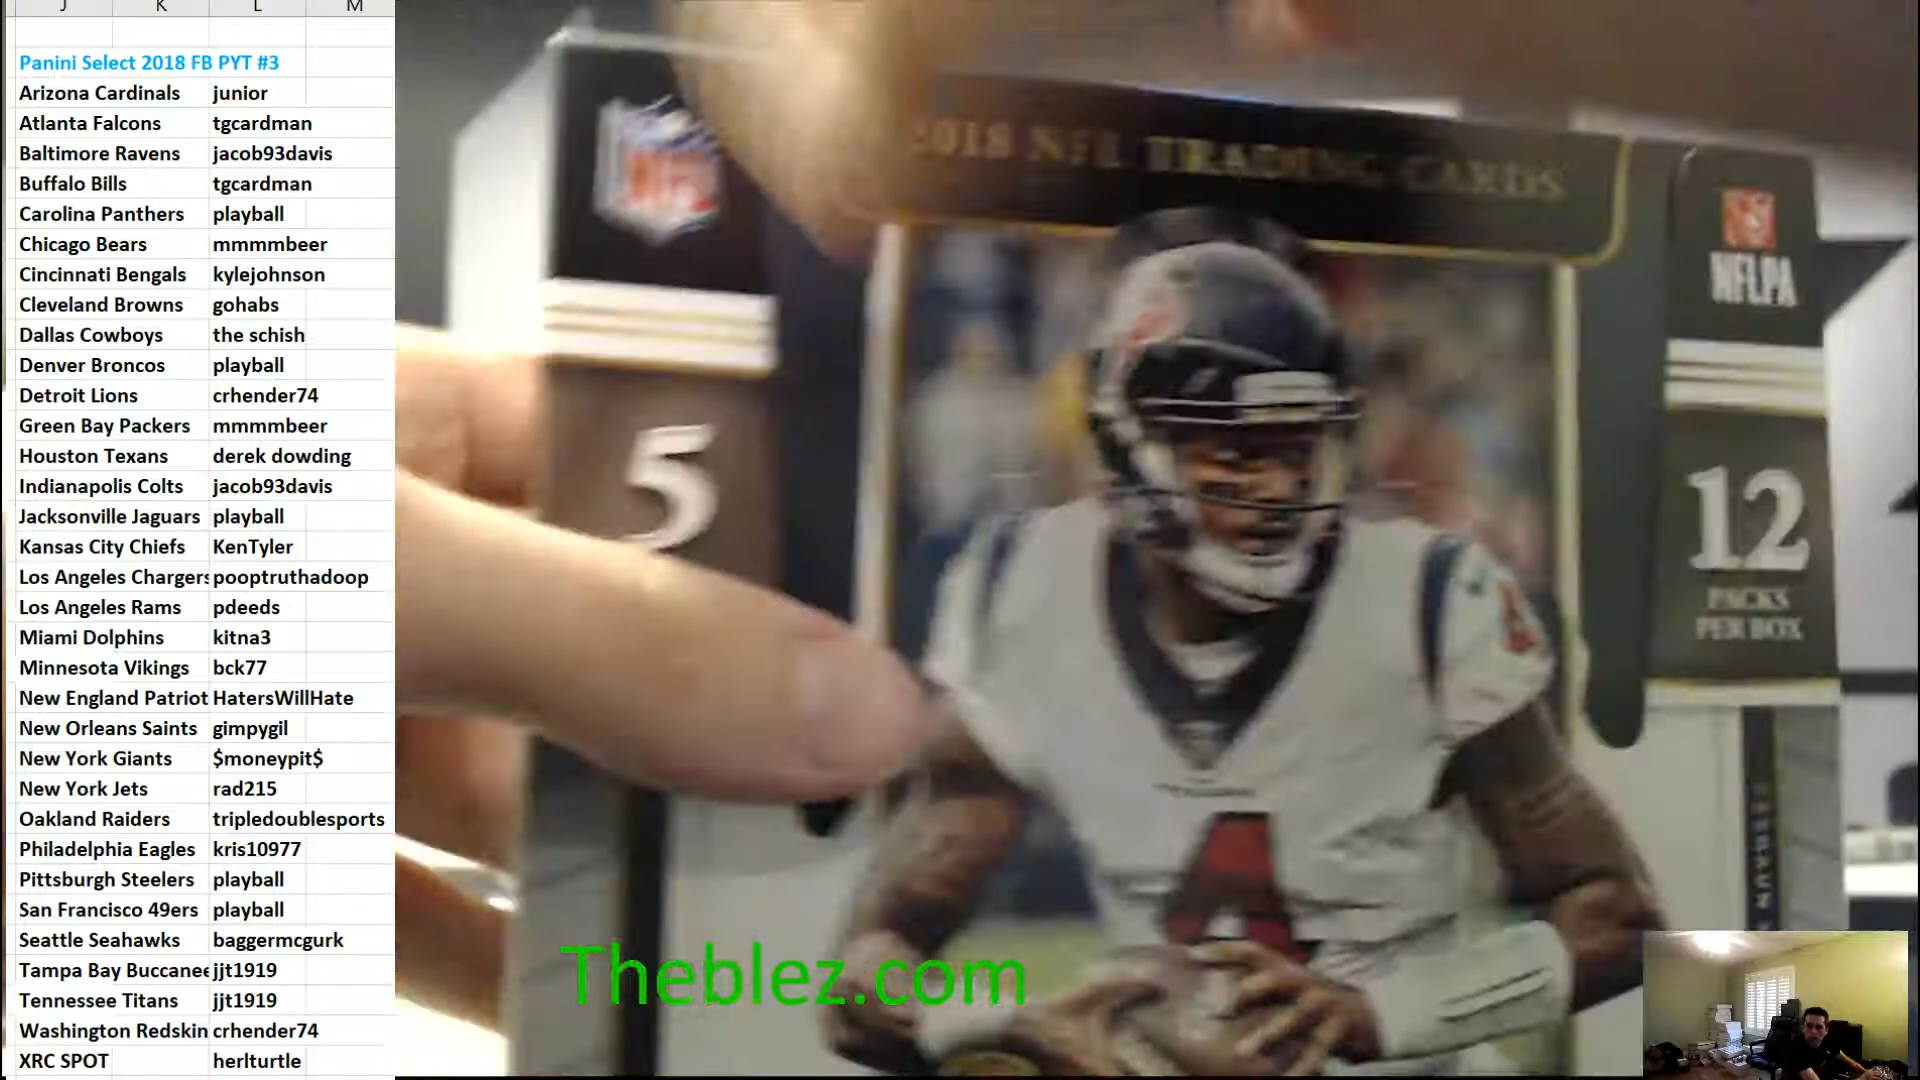 J K L M
Panini Select 2018 FB PYT #3
Arizona Cardinals junior
Atlanta Falcons tgcardman
Baltimore Ravens jacob93davis
Buffalo Bills tgcardman
Carolina Panthers playball
Chicago Bears mmmmbeer
Cincinnati Bengals kylejohnson
Cleveland Browns gohabs
Dallas Cowboys the schish
Denver Broncos playball
Detroit Lions crhender74
Green Bay Packers mmmmbeer
Houston Texans derek dowding
Indianapolis Colts jacob93davis
Jacksonville Jaguars playball
Kansas City Chiefs KenTyler
Los Angeles Chargers pooptruthadoop
Los Angeles Rams pdeeds
Miami Dolphins kitna3
Minnesota Vikings bck77
New England Patriot HatersWillHate
New Orleans Saints gimpygil
New York Giants $moneypit$
New York Jets rad215
Oakland Raiders tripledoublesports
Philadelphia Eagles kris10977
Pittsburgh Steelers playball
San Francisco 49ers playball
Seattle Seahawks baggermcgurk
Tampa Bay Buccanee jjt1919
Tennessee Titans jjt1919
Washington Redskin crhender74
XRC SPOT herlturtle
NFL
2018 NFL TRADING CARDS
NFLPA
5
12
PACKS
PER BOX
4
Theblez.com